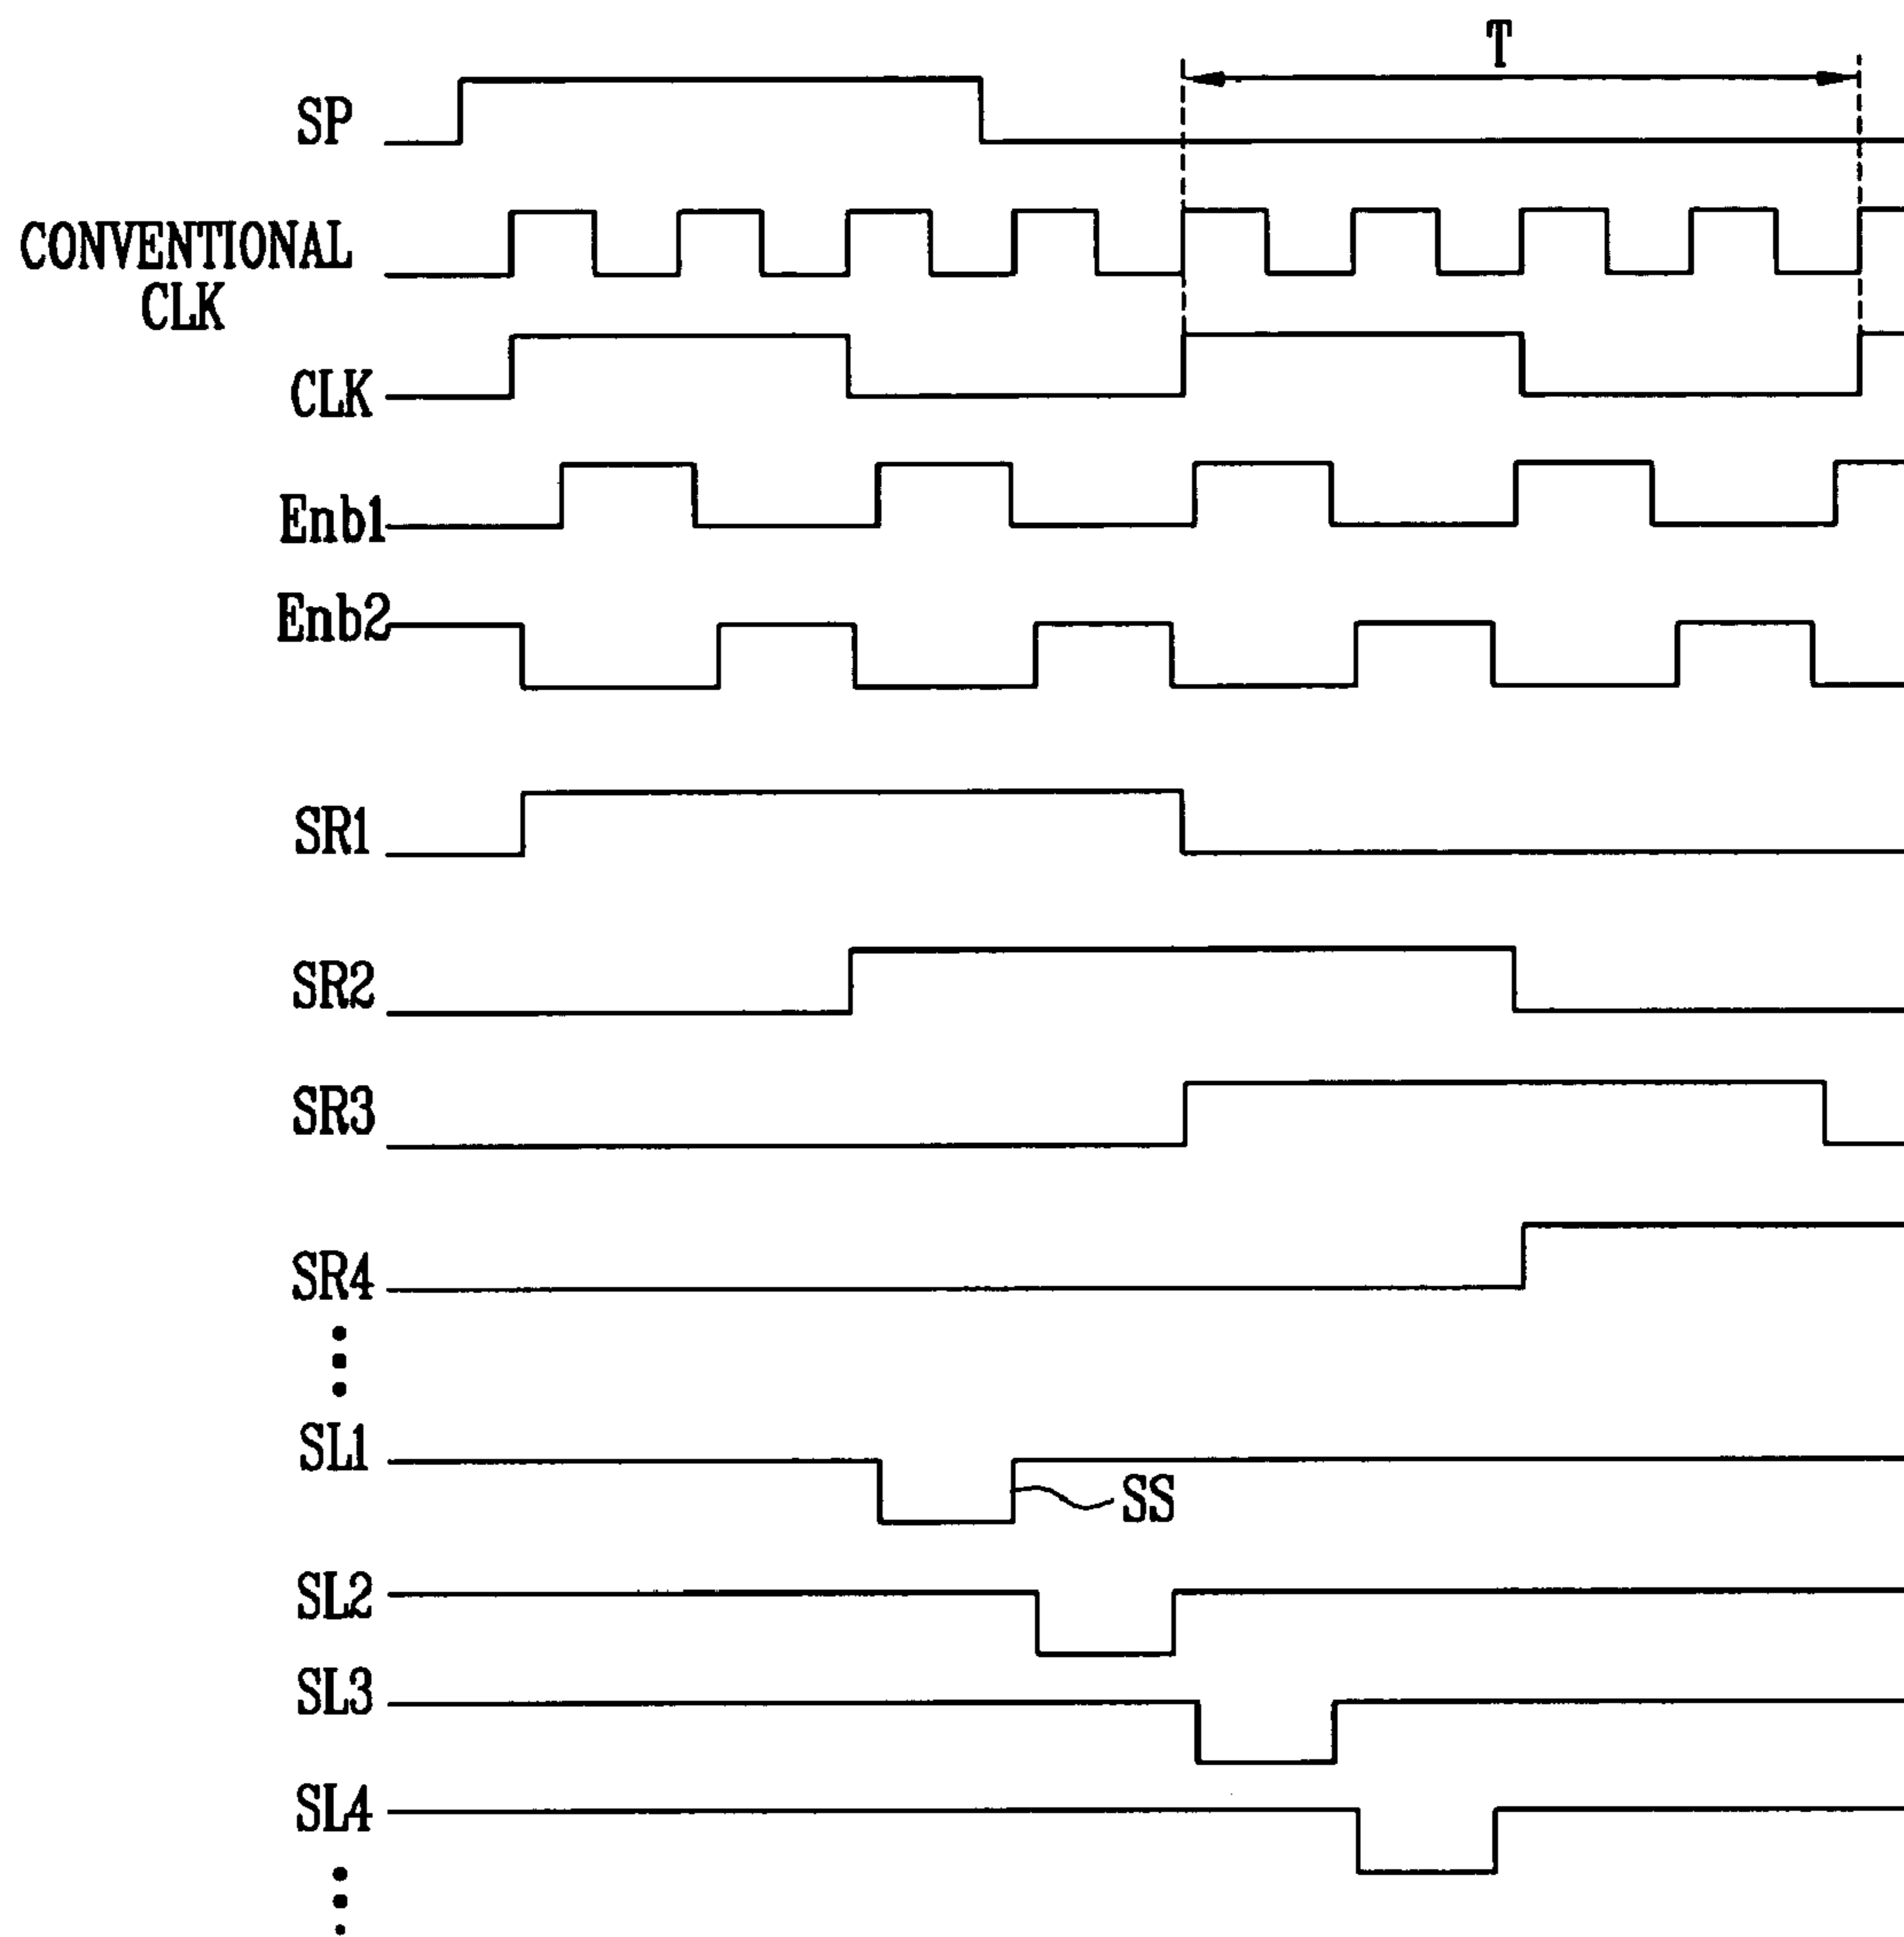 T
SP
CONVENTIONAL
CLK
CLK
Enb1
Enb2
SR1
SR2
SR3
SR4
SL1
SS
SL2
SL3
SL4